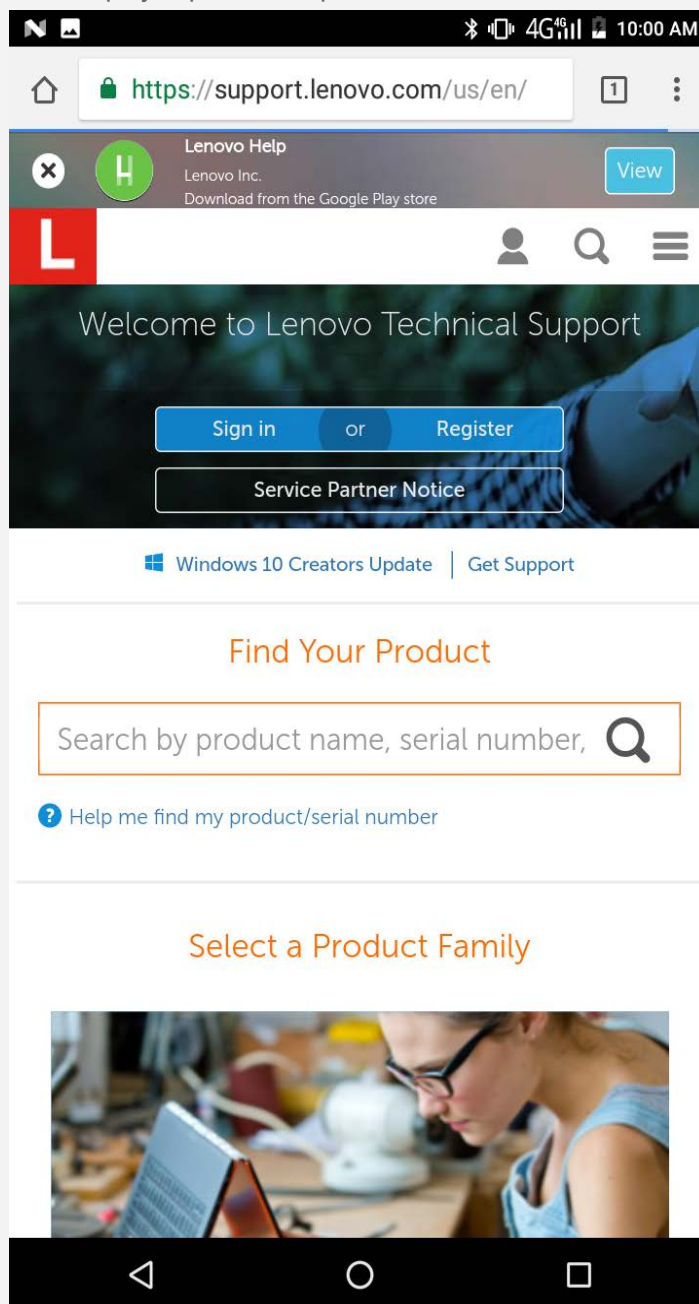 4G 4G 10:00 AM
https://support.lenovo.com/us/en/
1
Lenovo Help
Lenovo Inc.
View
Download from the Google Play store
L
Welcome to Lenovo Technical Support
Sign in or Register
Service Partner Notice
Windows 10 Creators Update | Get Support
Find Your Product
Search by product name, serial number,
? Help me find my product/serial number
Select a Product Family